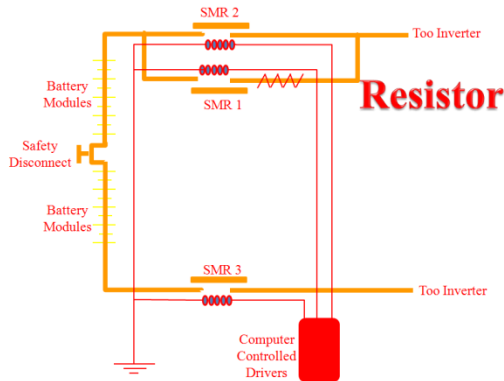 SMR 2
Too Inverter
Battery
Modules
SMR 1
Resistor
Safety
Disconnect
Battery
Modules
SMR 3
Too Inverter
Computer
Controlled
Drivers